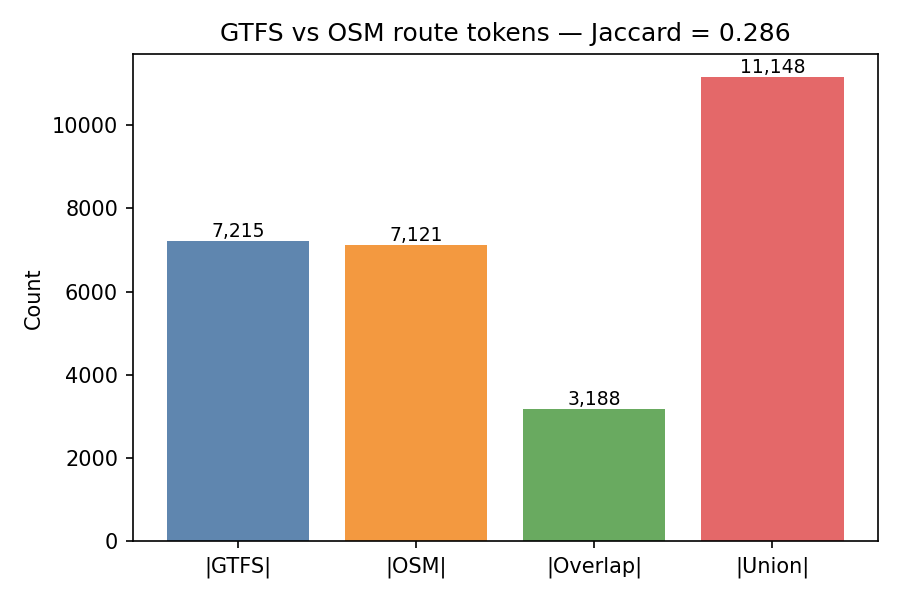 GTFS vs OSM route tokens — Jaccard = 0.286
11,148
10000
8000
7,215
7,121
6000
Count
4000
3,188
2000
0
|GTFS|
|OSM|
|Overlap|
|Union|